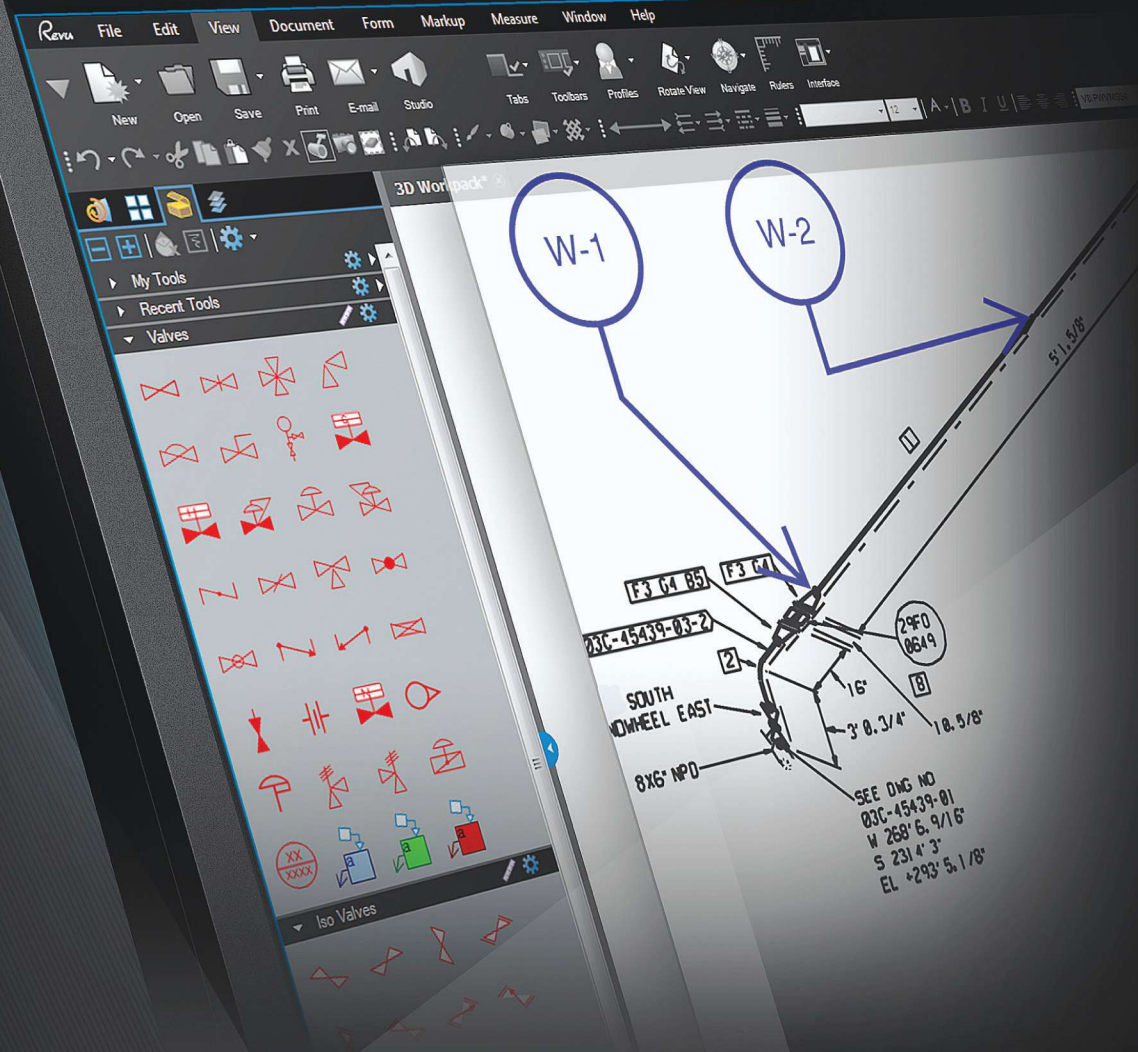 Revu File Edit View Document Form Markup Measure Window Help
New Open Save Print E-mail Studio Tabs Toolbars Profiles Rotate View Navigate Rulers Interface
12 A B I U
3D Workpack*
My Tools
Recent Tools
Valves
XX
XXXX
a a a
Iso Valves
W-1
W-2
5'1.5/8"
1
F3 G4 B5
F3 G4
03C-45439-03-2
29FO
0649
2
8
16"
SOUTH
NDWHEEL EAST
3' 0.3/4"
10.5/8"
8X6" NPD
SEE DWG NO
03C-45439-01
W 268' 6.9/16"
S 2314' 3"
EL +293' 5.1/8"